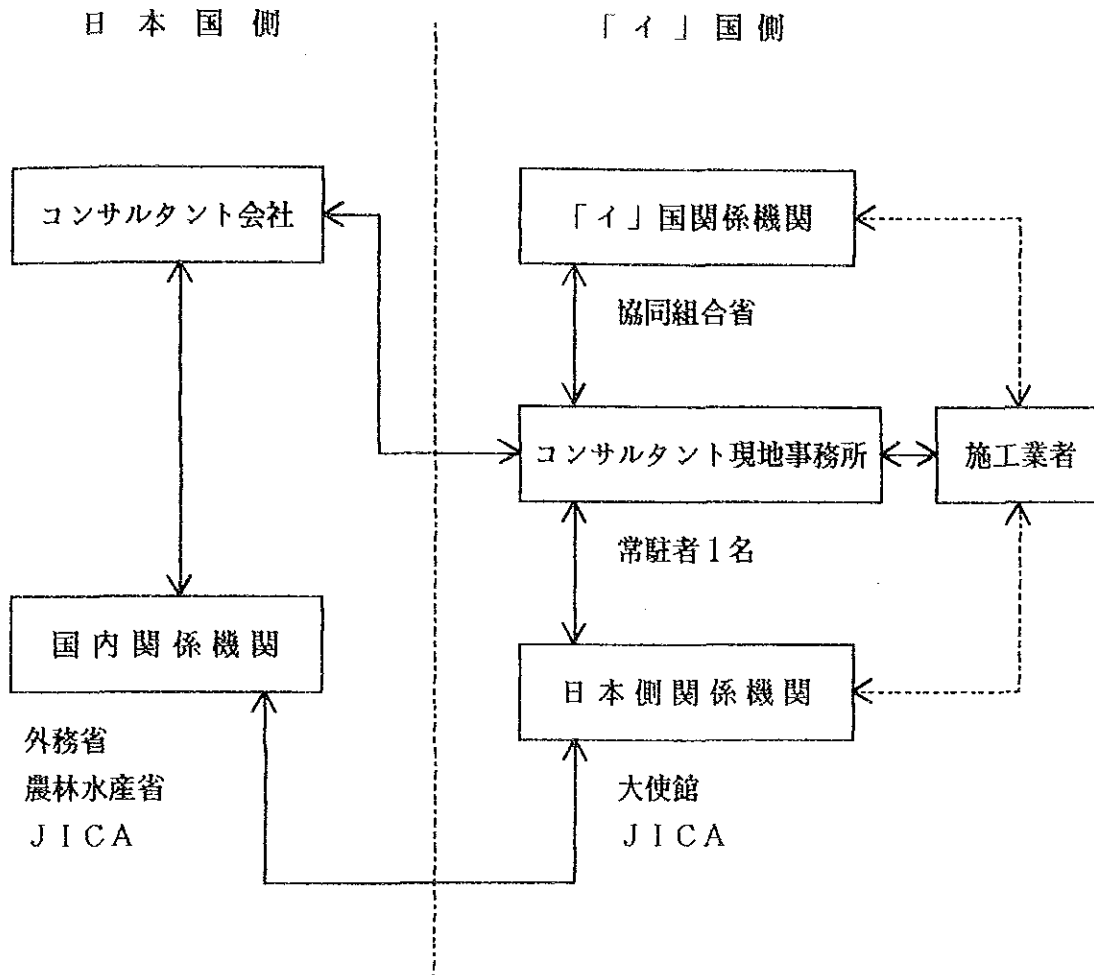 日本国側
「イ」国側
コンサルタント会社
「イ」国関係機関
協同組合省
コンサルタント現地事務所
施工業者
常駐者1名
国内関係機関
日本側関係機関
外務省
農林水産省
JICA
大使館
JICA